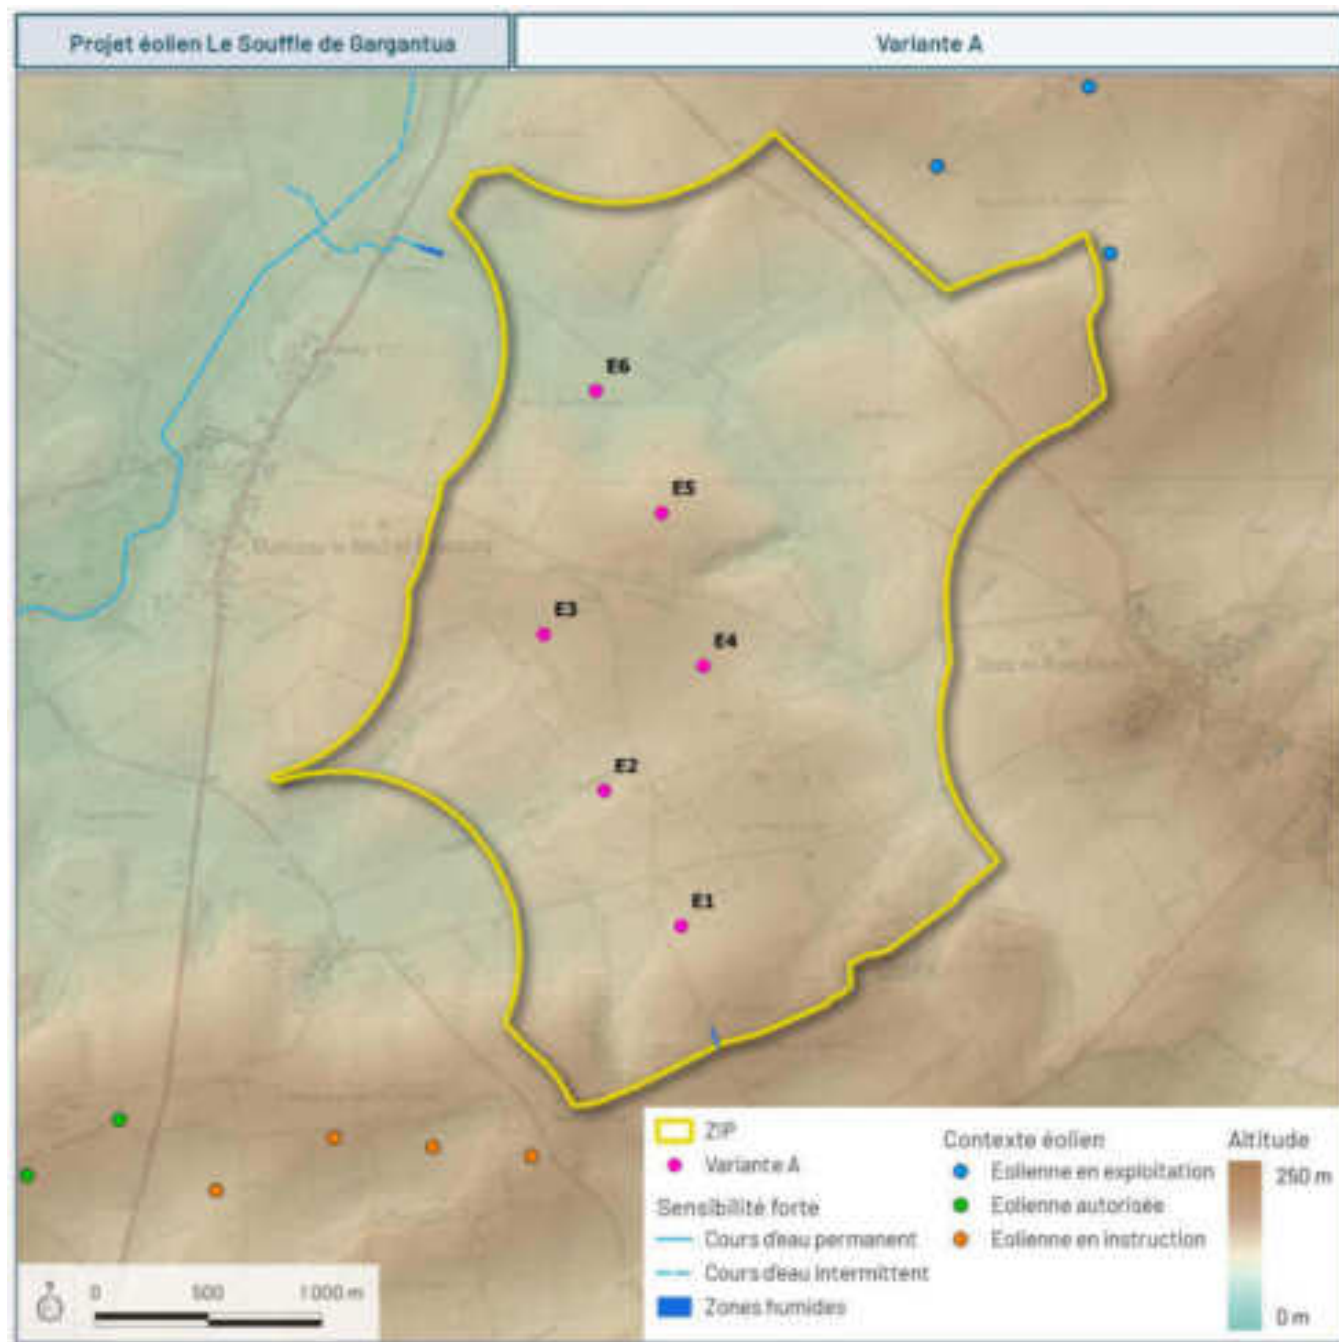 Projet éolien Le Souffle de Gargantua
Variante A
E6
E5
E3
E4
E2
E1
ZIP
Variante A
Sensibilité forte
Cours d'eau permanent
Cours d'eau intermittent
Zones humides
Contexte éolien
Eolienne en exploitation
Eolienne autorisée
Eolienne en instruction
Altitude
250 m
0 m
0 500 1 000 m